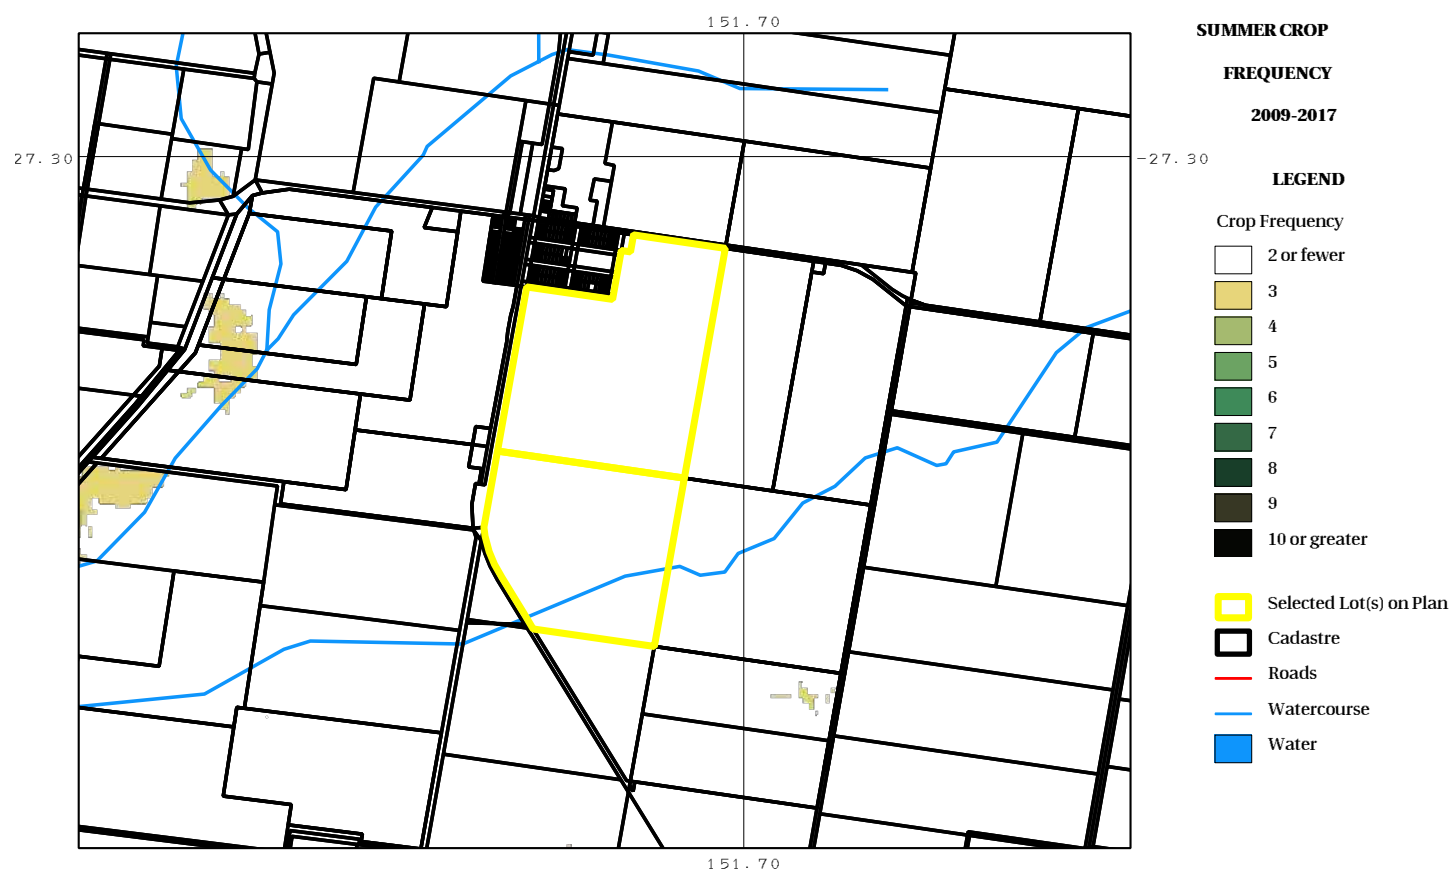 151.70
SUMMER CROP
FREQUENCY
2009-2017
27.30
-27.30
LEGEND
Crop Frequency
2 or fewer
3
4
5
6
7
8
9
10 or greater
Selected Lot(s) on Plan
Cadastre
Roads
Watercourse
Water
151.70